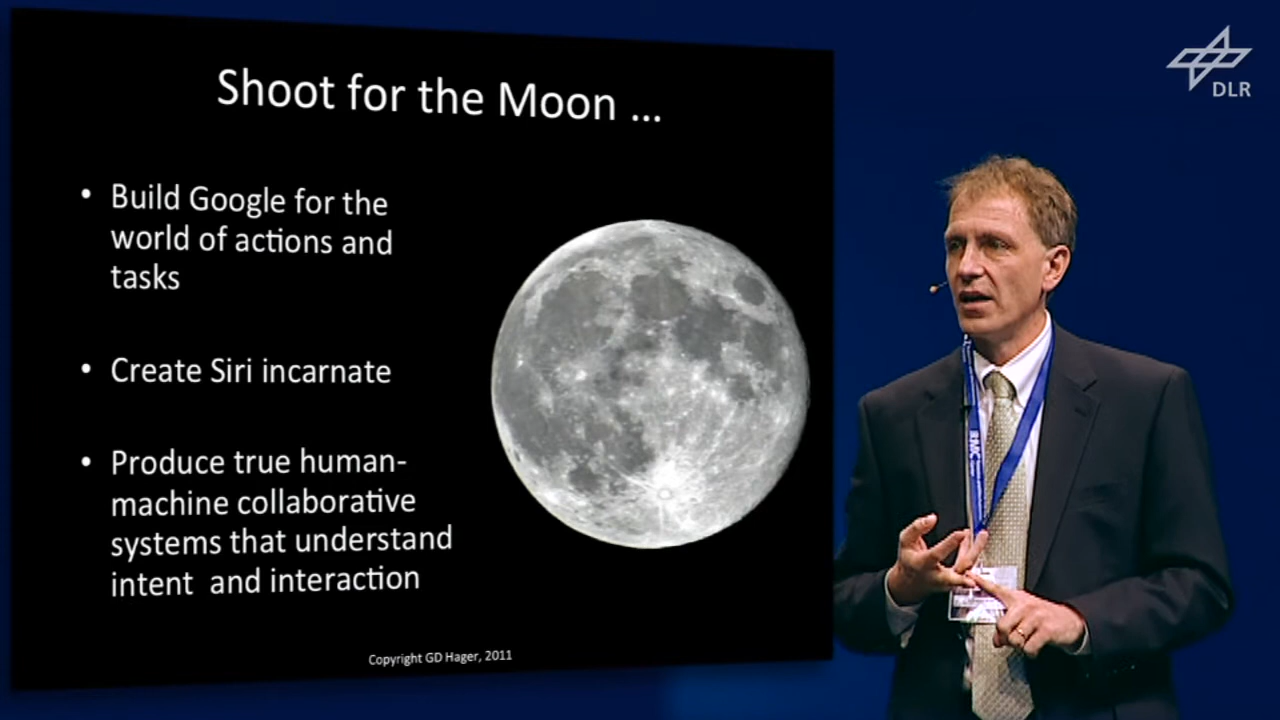 DLR
Shoot for the Moon ...
• Build Google for the
world of actions and
tasks
• Create Siri incarnate
• Produce true human-
machine collaborative
systems that understand
intent  and interaction
Copyright GD Hager, 2011
RMC